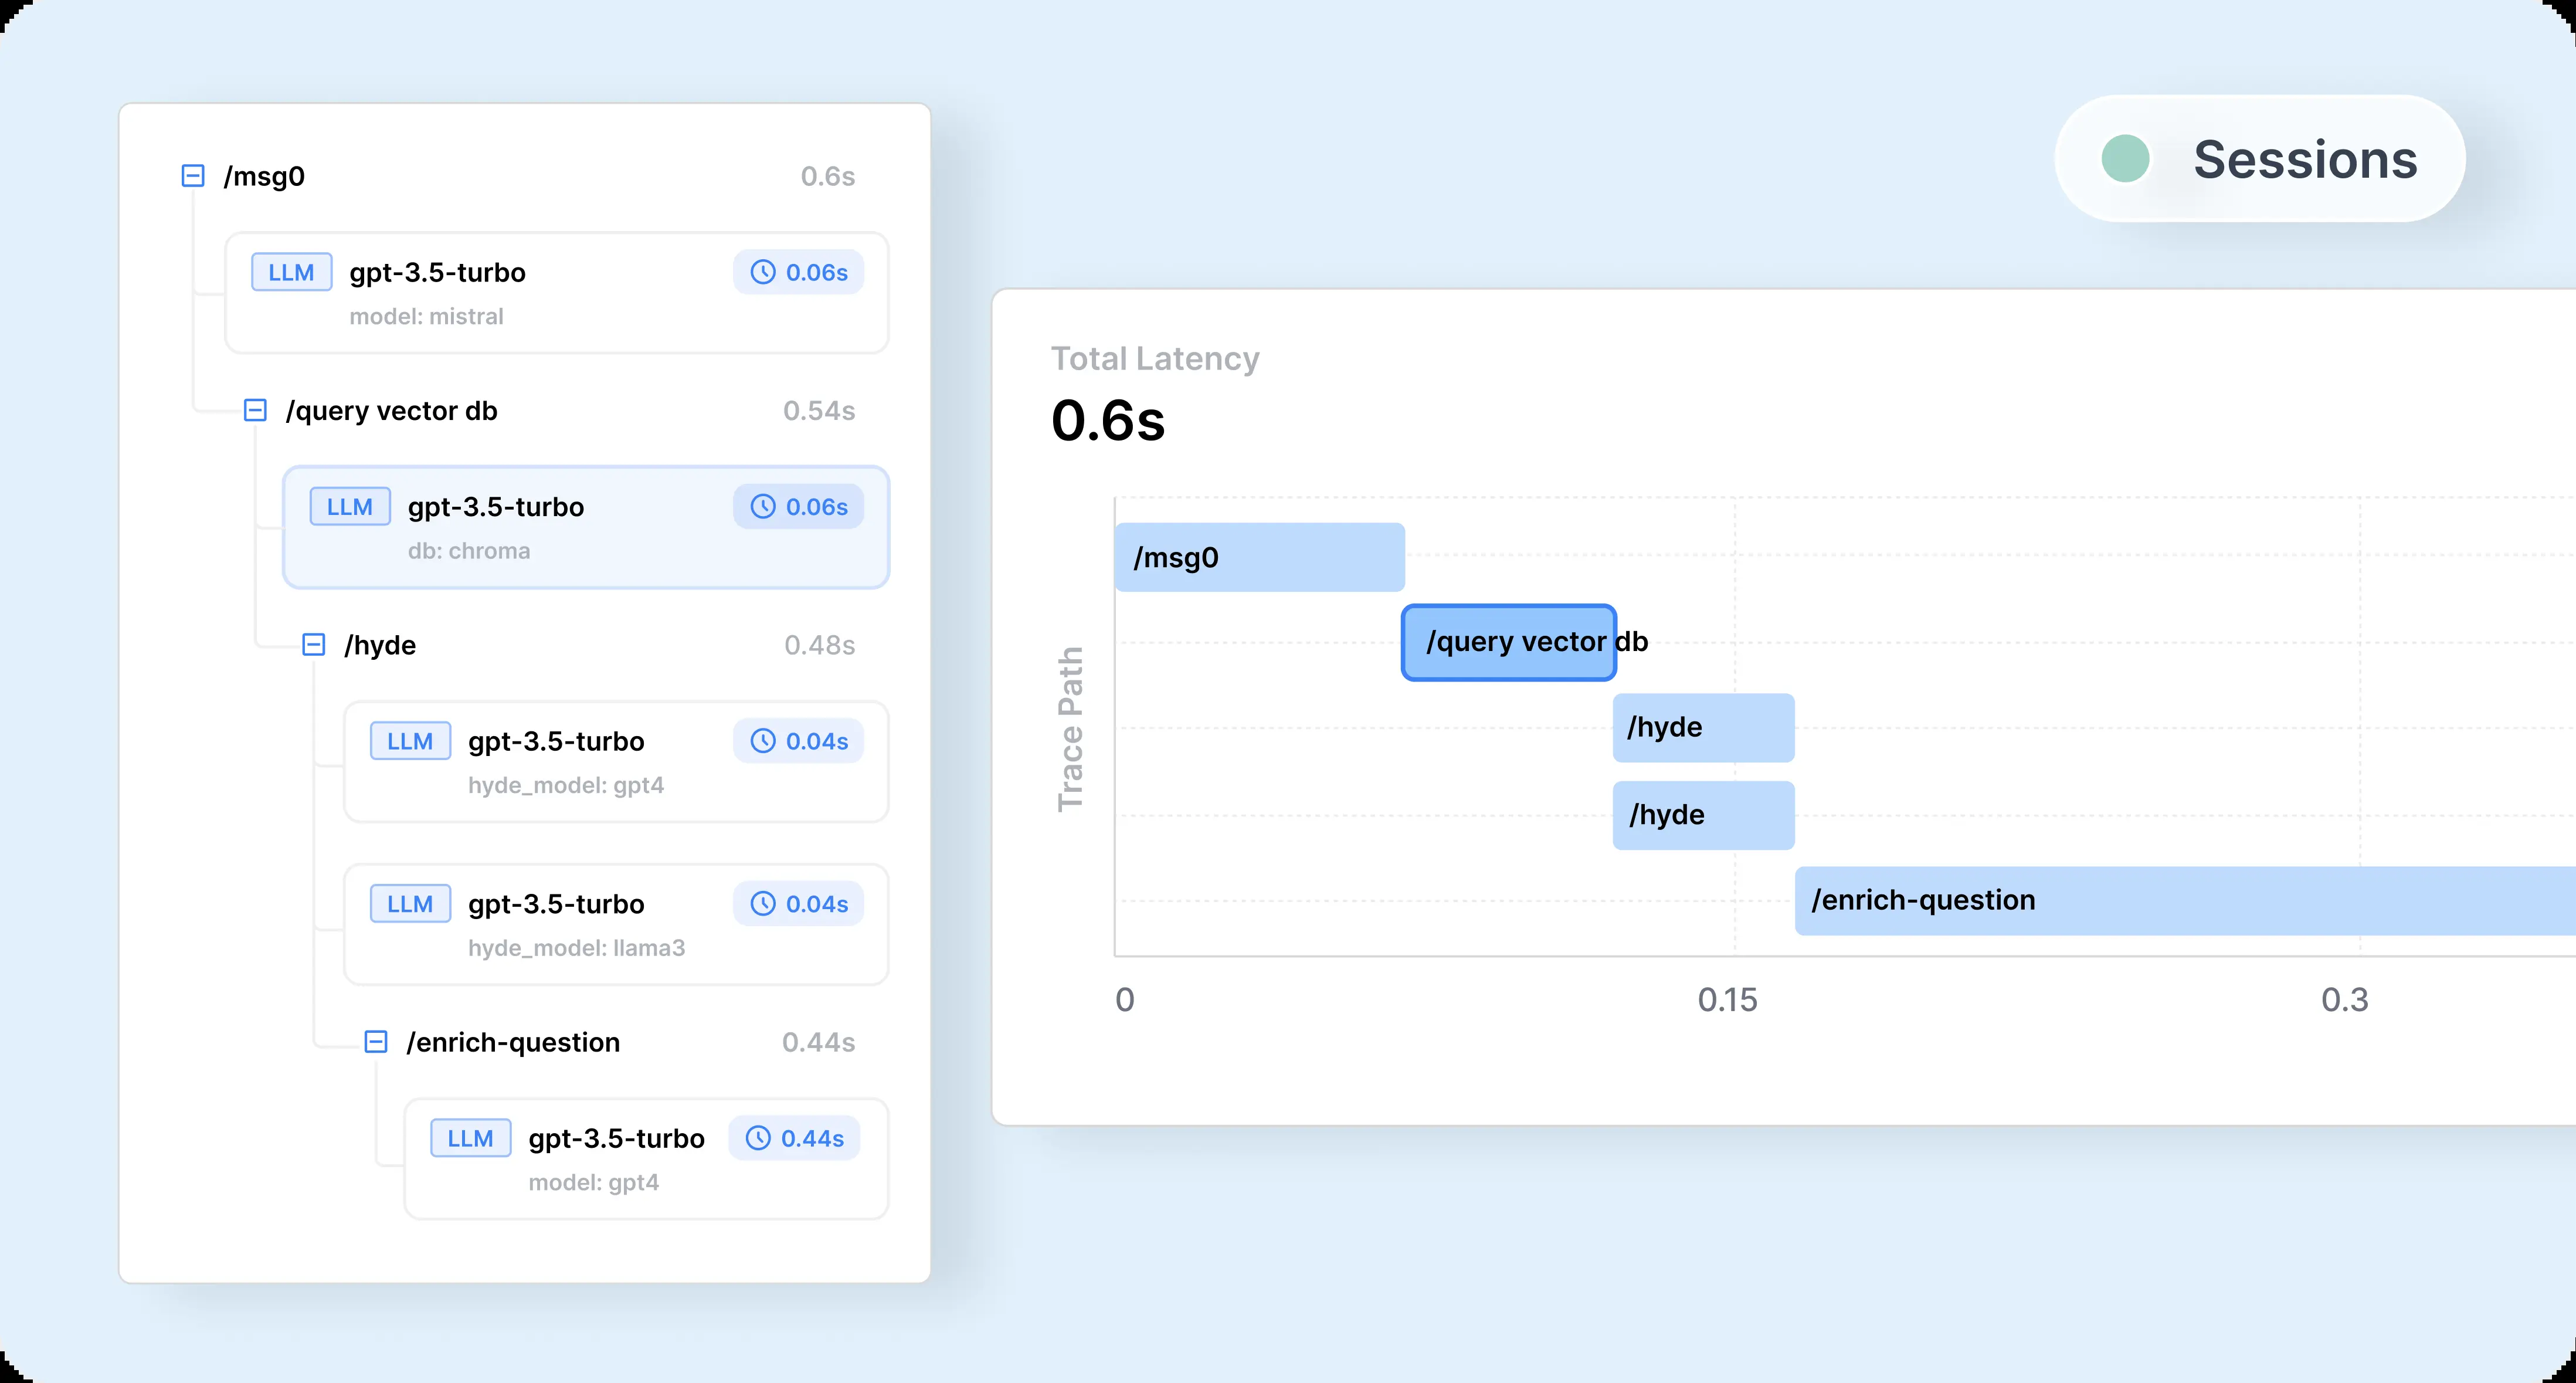 /msg0 0.6s
LLM gpt-3.5-turbo 0.06s
model: mistral
/query vector db 0.54s
LLM gpt-3.5-turbo 0.06s
db: chroma
/hyde 0.48s
LLM gpt-3.5-turbo 0.04s
hyde_model: gpt4
LLM gpt-3.5-turbo 0.04s
hyde_model: llama3
/enrich-question 0.44s
LLM gpt-3.5-turbo 0.44s
model: gpt4
Sessions
Total Latency
0.6s
Trace Path
/msg0
/query vector db
/hyde
/hyde
/enrich-question
0 0.15 0.3